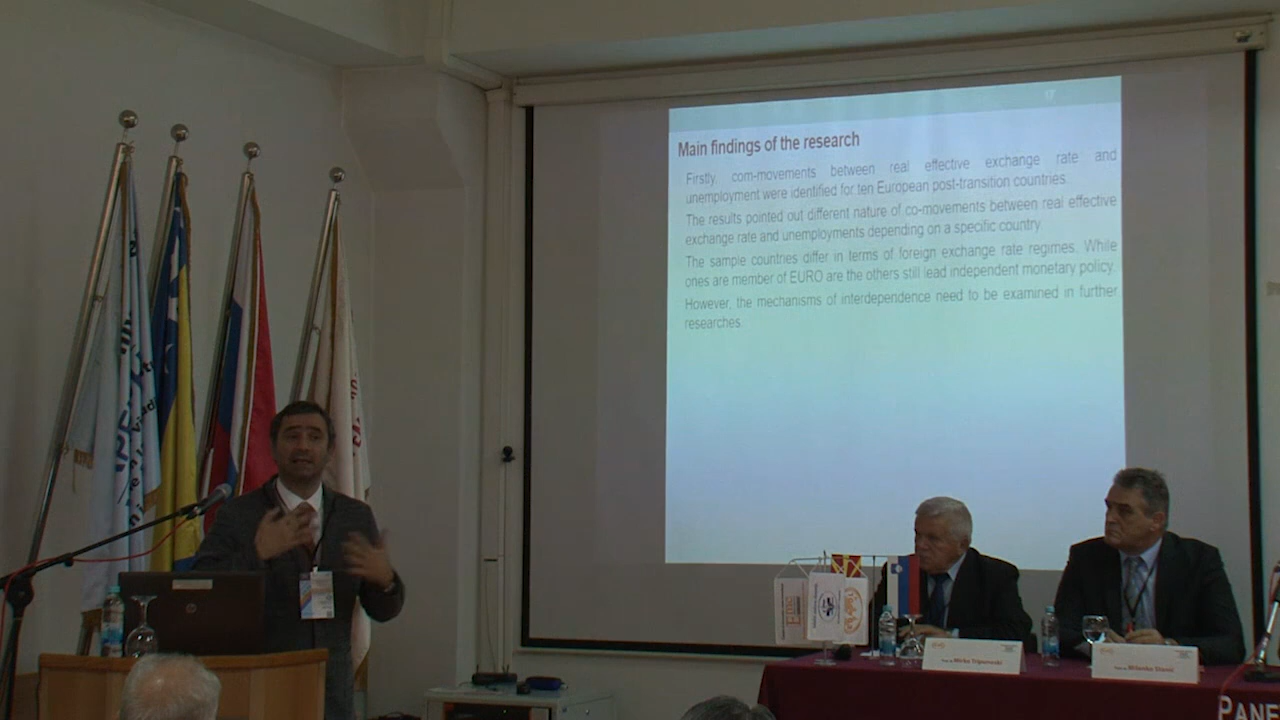 17
Main findings of the research
Firstly, com-movements between real effective exchange rate and
unemployment were identified for ten European post-transition countries.
The results pointed out different nature of co-movements between real effective
exchange rate and unemployments depending on a specific country
The sample countries differ in terms of foreign exchange rate regimes. While
ones are member of EURO are the others still lead independent monetary policy.
However, the mechanisms of interdependence need to be examined in further
researches.
hp
PANE